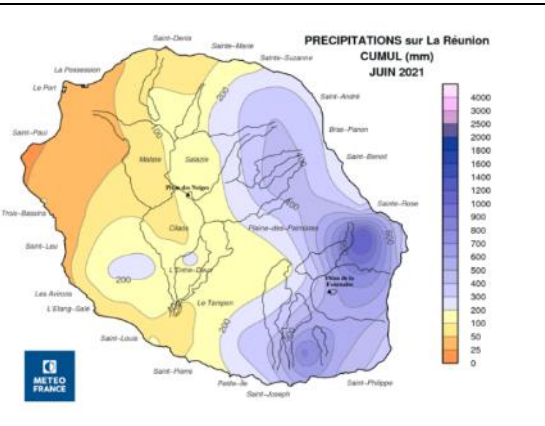 PRECIPITATIONS sur La Réunion
CUMUL (mm)
JUIN 2021
Saint-Denis
Sainte-Marie
Sainte-Suzanne
La Possession
Le Port
Saint-André
Bras-Panon
Saint-Paul
Saint-Benoit
Mafate
Salazie
Piton des Neiges
Sainte-Rose
Trois-Bassins
Cilaos
Plaine-des-Palmistes
Saint-Leu
L'Entre-Deux
Piton de la
Fournaise
Les Avirons
L'Etang-Salé
Le Tampon
Saint-Louis
Saint-Pierre
Petite-Ile
Saint-Joseph
Saint-Philippe
200
200
200
4000
3000
2500
2000
1800
1600
1400
1200
1000
900
800
700
600
500
400
300
200
100
50
25
0
METEO
FRANCE